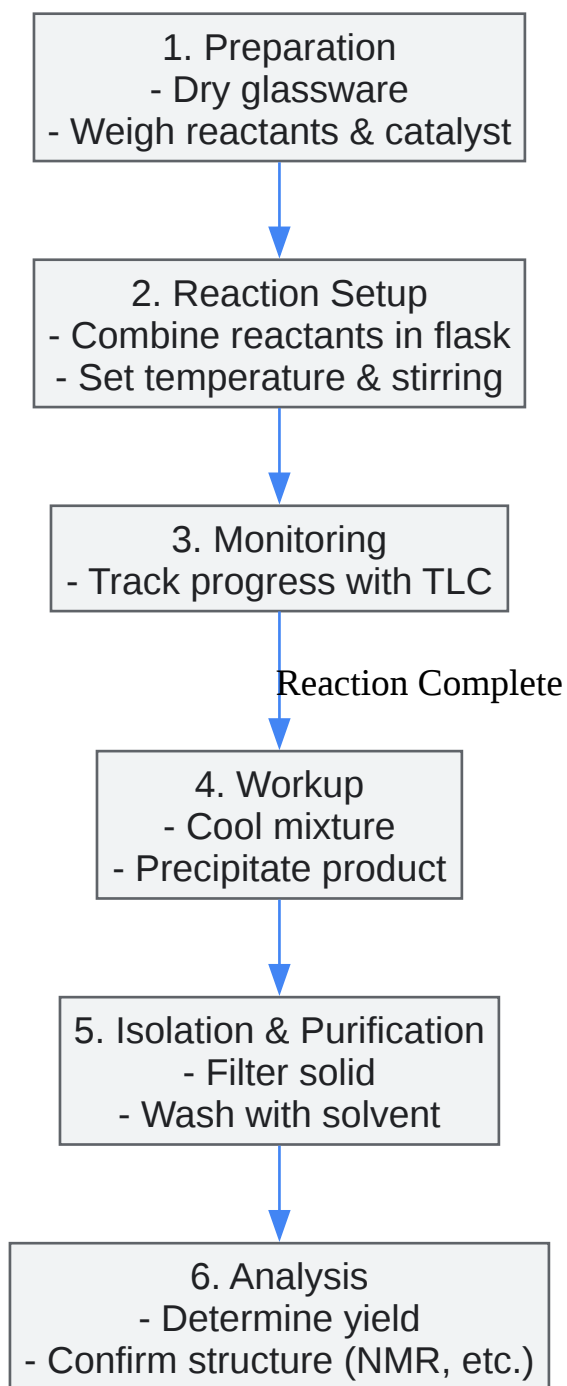 1. Preparation
- Dry glassware
- Weigh reactants & catalyst
2. Reaction Setup
- Combine reactants in flask
- Set temperature & stirring
3. Monitoring
- Track progress with TLC
Reaction Complete
4. Workup
- Cool mixture
- Precipitate product
5. Isolation & Purification
- Filter solid
- Wash with solvent
6. Analysis
- Determine yield
- Confirm structure (NMR, etc.)